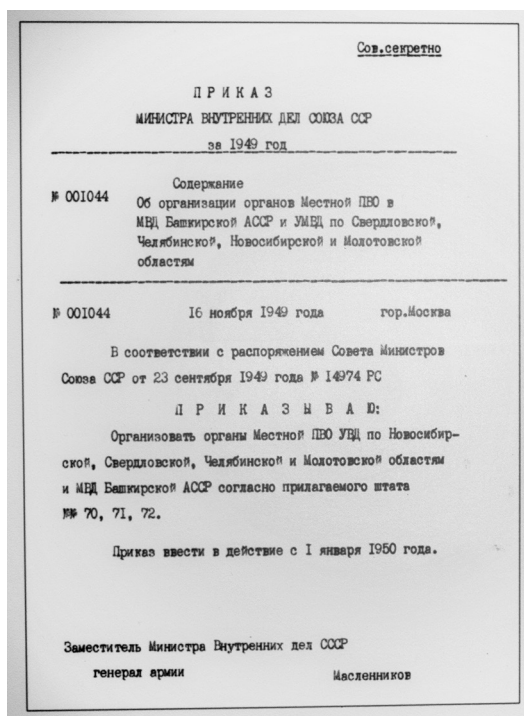 Сов.секретно
ПРИКАЗ
МИНИСТРА ВНУТРЕННИХ ДЕЛ СОЮЗА ССР
за 1949 год
№ 001044
Содержание
Об организации органов Местной ПВО в
МВД Башкирской АССР и УМВД по Свердловской,
Челябинской, Новосибирской и Молотовской
областям
№ 001044 16 ноября 1949 года гор.Москва
В соответствии с распоряжением Совета Министров
Союза ССР от 23 сентября 1949 года № 14974 РС
П Р И К А З Ы В А Ю:
Организовать органы Местной ПВО УВД по Новосибир-
ской, Свердловской, Челябинской и Молотовской областям
и МВД Башкирской АССР согласно прилагаемого штата
№№ 70, 71, 72.
Приказ ввести в действие с I января 1950 года.
Заместитель Министра Внутренних дел СССР
генерал армии Масленников